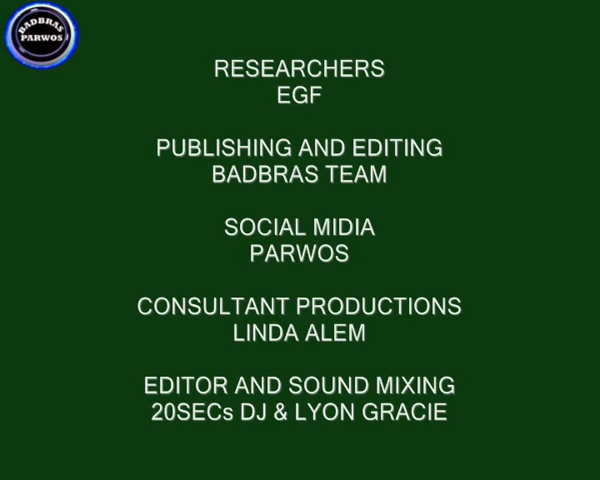 BADBRAS
PARWOS
RESEARCHERS
EGF
PUBLISHING AND EDITING
BADBRAS TEAM
SOCIAL MIDIA
PARWOS
CONSULTANT PRODUCTIONS
LINDA ALEM
EDITOR AND SOUND MIXING
20SECs DJ & LYON GRACIE